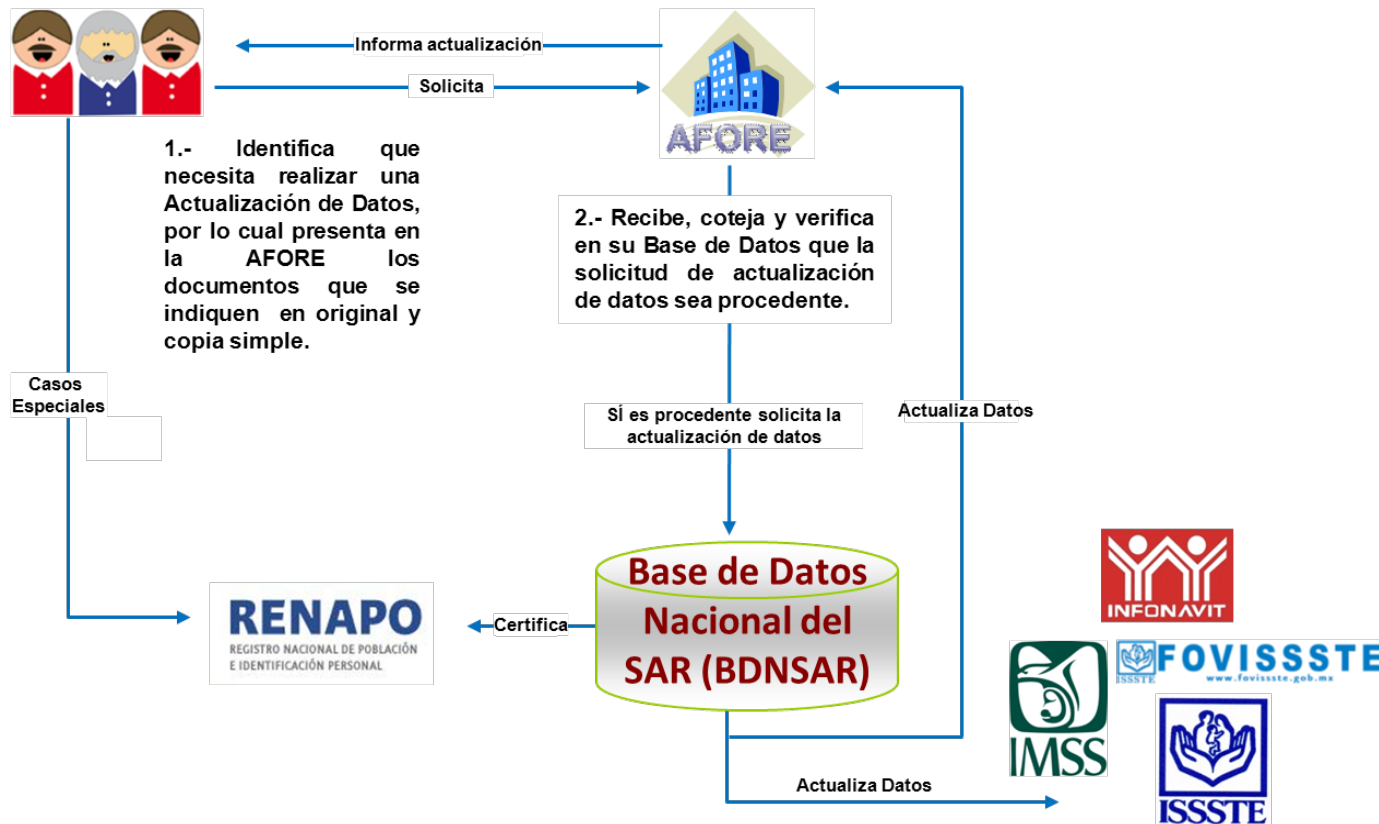 Informa actualización
Solicita
AFORE
1.- Identifica que
necesita realizar una
Actualización de Datos,
por lo cual presenta en
la AFORE los
documentos que se
indiquen en original y
copia simple.
2.- Recibe, coteja y verifica
en su Base de Datos que la
solicitud de actualización
de datos sea procedente.
Casos
Especiales
SÍ es procedente solicita la
actualización de datos
Actualiza Datos
Base de Datos
Nacional del
SAR (BDNSAR)
Certifica
RENAPO
REGISTRO NACIONAL DE POBLACIÓN
E IDENTIFICACIÓN PERSONAL
INFONAVIT
ISSSTE
FOVISSSTE
www.fovissste.gob.mx
IMSS
ISSSTE
Actualiza Datos